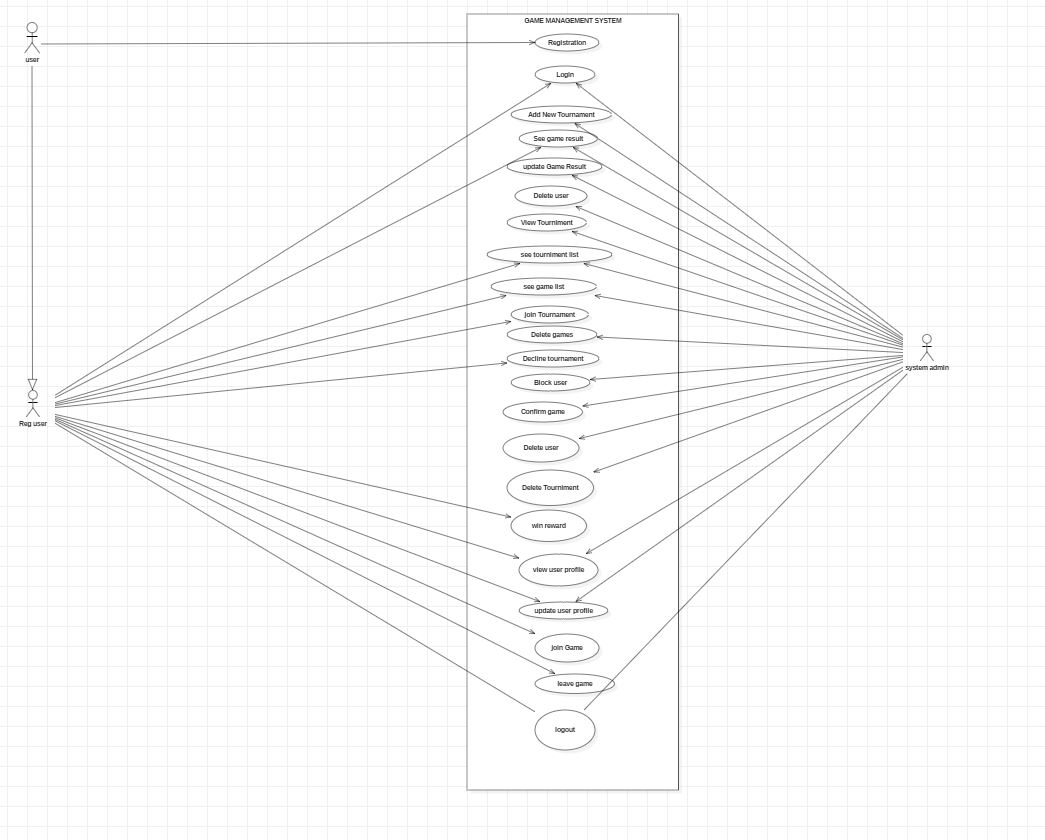 GAME MANAGEMENT SYSTEM
user
Registration
Login
Add New Tournament
See game result
update Game Result
Delete user
View Tourniment
see tourniment list
see game list
Join Tournament
Delete games
Decline tournament
system admin
Block user
Confirm game
Reg user
Delete user
Delete Tourniment
win reward
view user profile
update user profile
Join Game
leave game
logout